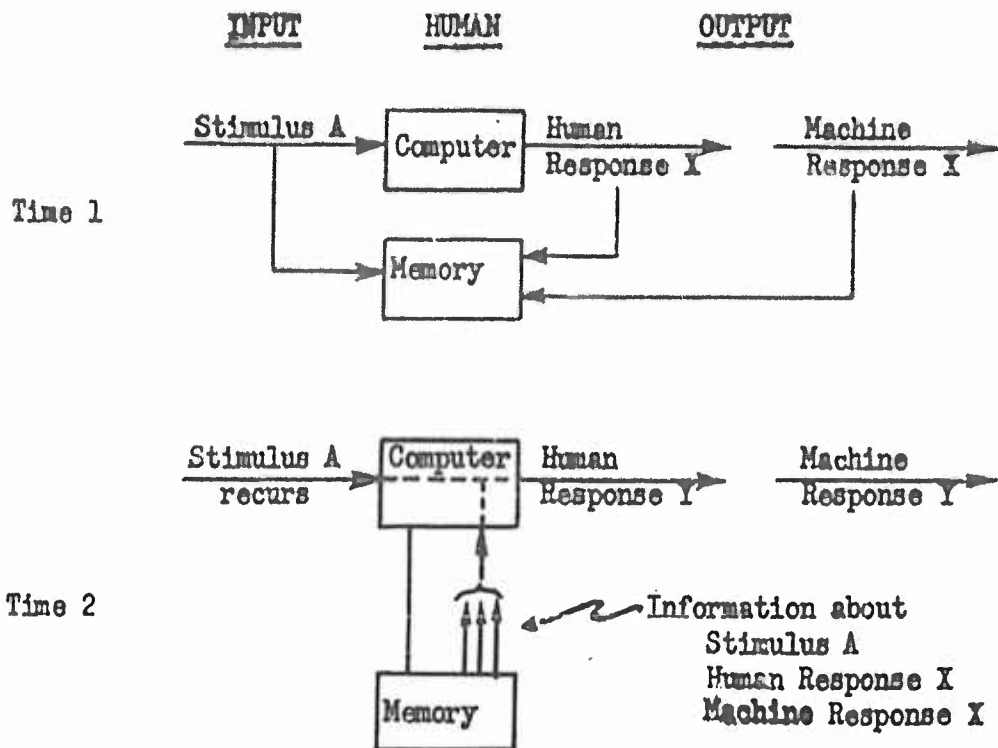 INPUT HUMAN OUTPUT
Stimulus A Computer Human Response X Machine Response X
Time 1
Memory
Stimulus A recurs Computer Human Response Y Machine Response Y
Time 2
Information about
Stimulus A
Human Response X
Machine Response X
Memory